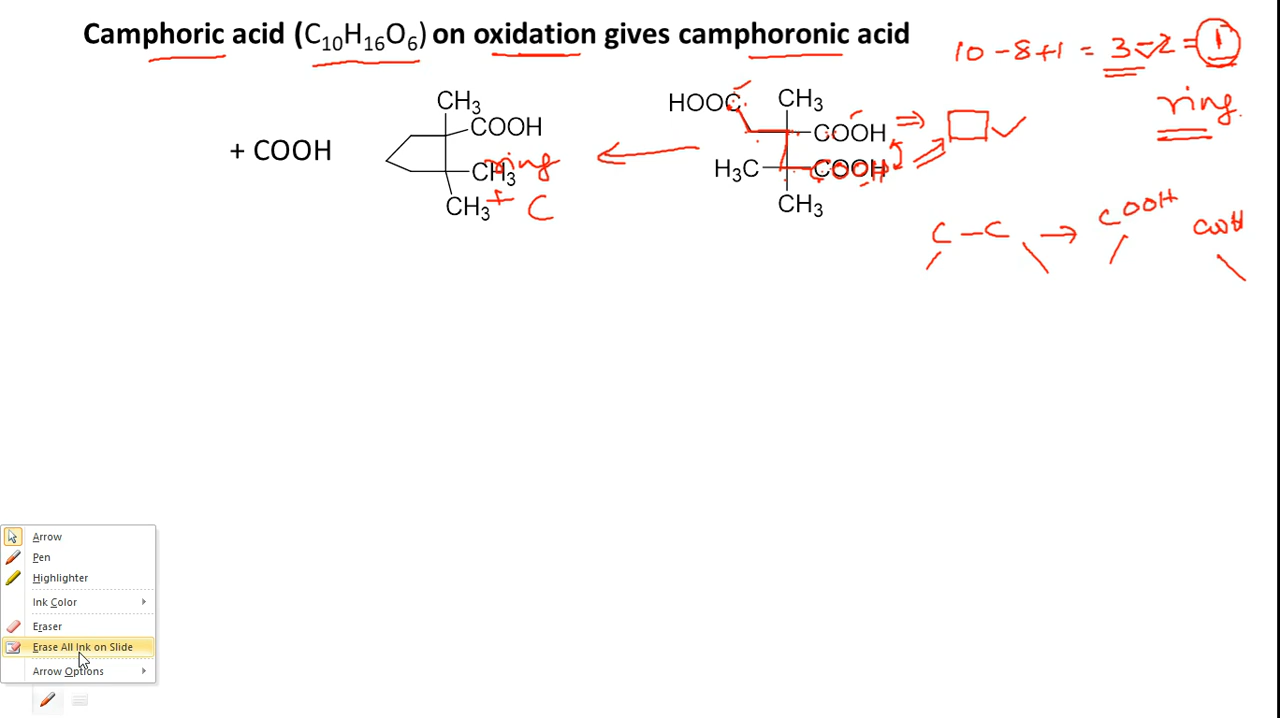 Camphoric acid (C10H16O6) on oxidation gives camphoronic acid
10 - 8 + 1 = 3 - 2 = 1
ring
CH3
COOH
+ COOH
CH3
ring
CH3
+ C
HOOC
CH3
COOH
⇒
H3C
COOH
CH3
C - C → COOH COOH
Arrow
Pen
Highlighter
Ink Color
Eraser
Erase All Ink on Slide
Arrow Options